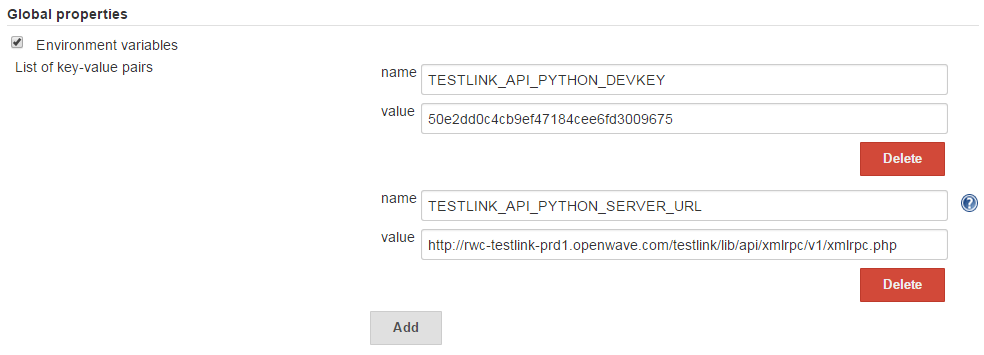 Global properties
Environment variables
List of key-value pairs
name TESTLINK_API_PYTHON_DEVKEY
value 50e2dd0c4cb9ef47184cee6fd3009675
Delete
name TESTLINK_API_PYTHON_SERVER_URL ?
value http://rwc-testlink-prd1.openwave.com/testlink/lib/api/xmlrpc/v1/xmlrpc.php
Delete
Add